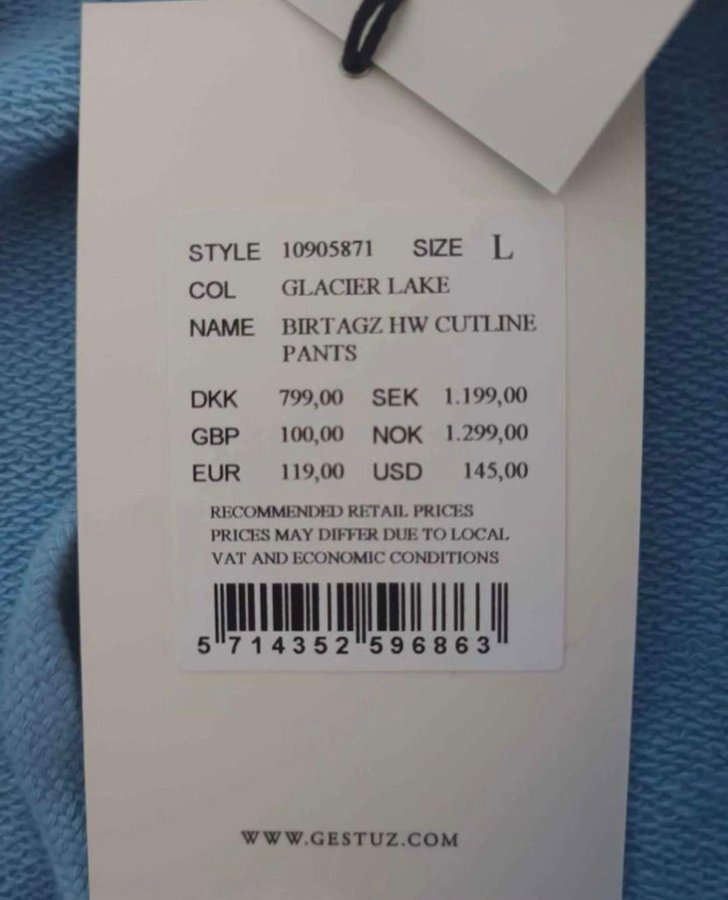 STYLE 10905871 SIZE L
COL GLACIER LAKE
NAME BIRTAGZ HW CUTLINE
PANTS
DKK 799,00 SEK 1.199,00
GBP 100,00 NOK 1.299,00
EUR 119,00 USD 145,00
RECOMMENDED RETAIL PRICES
PRICES MAY DIFFER DUE TO LOCAL
VAT AND ECONOMIC CONDITIONS
5 714352 596863
WWW.GESTUZ.COM